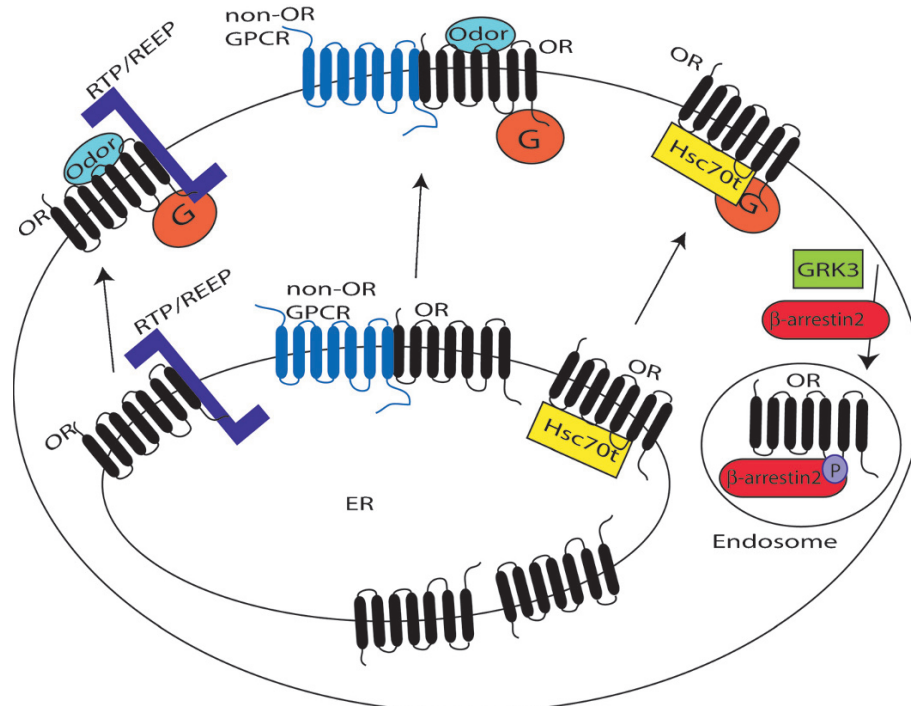 non-OR
GPCR
Odor
OR
RTP/REEP
OR
Odor
OR
G
G
Hsc70t
G
GRK3
β-arrestin2
RTP/REEP
non-OR
GPCR
OR
OR
OR
Hsc70t
OR
β-arrestin2
P
ER
Endosome